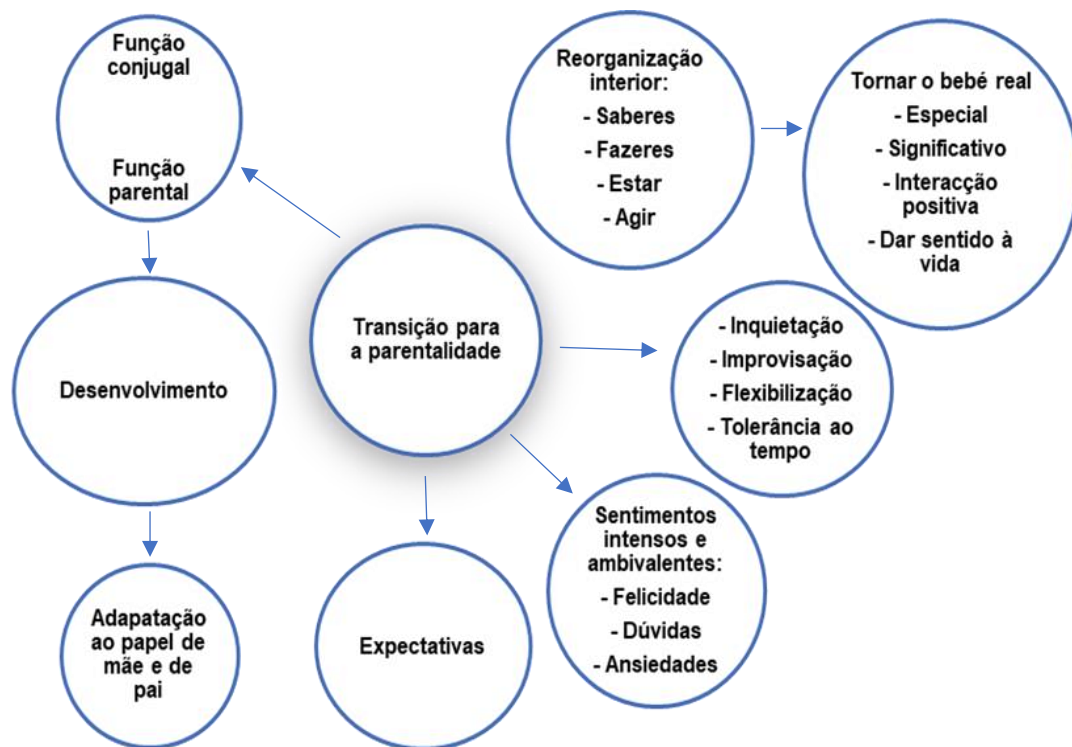 Função
conjugal
Função
parental
Reorganização
interior:
- Saberes
- Fazeres
- Estar
- Agir
Tornar o bebé real
- Especial
- Significativo
- Interacção
positiva
- Dar sentido à
vida
Transição para
a parentalidade
- Inquietação
- Improvisação
- Flexibilização
- Tolerância ao
tempo
Desenvolvimento
Sentimentos
intensos e
ambivalentes:
- Felicidade
- Dúvidas
- Ansiedades
Expectativas
Adapatação
ao papel de
mãe e de
pai